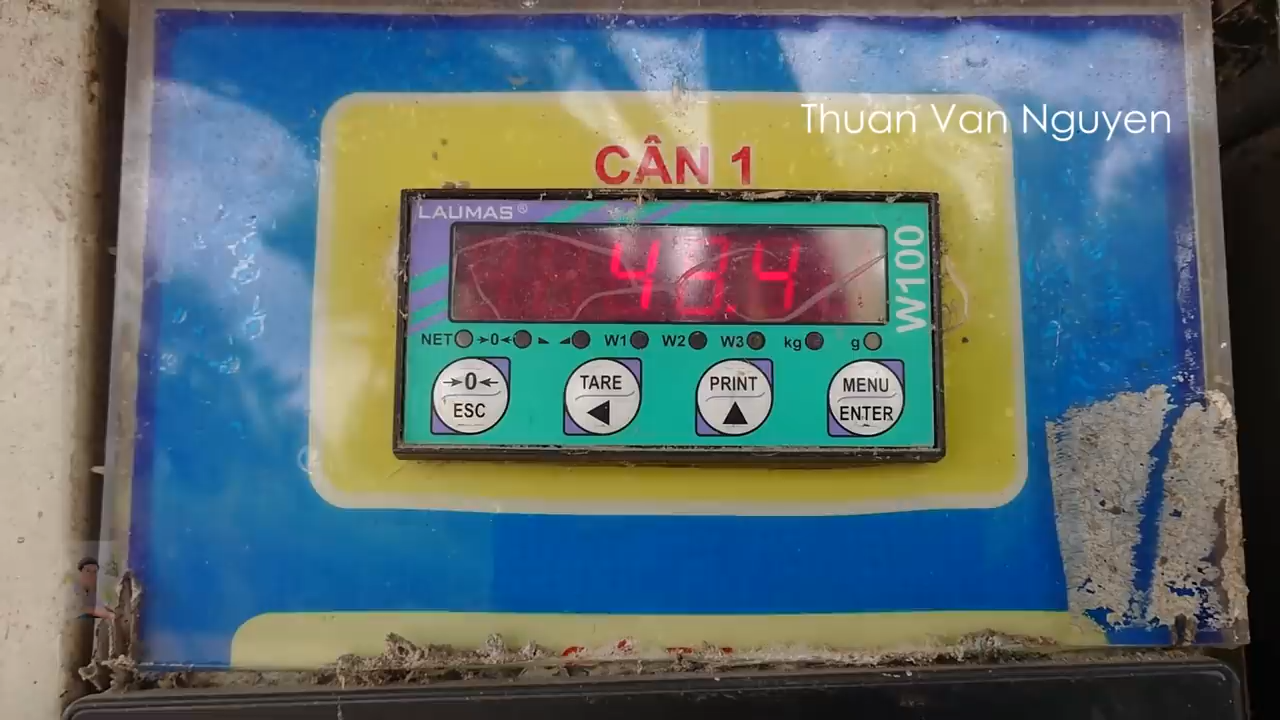 Thuan Van Nguyen
CÂN 1
LAUMAS®
W100
NET →0← W1 W2 W3 kg g
→0← TARE PRINT MENU
ESC ◄ ▲ ENTER